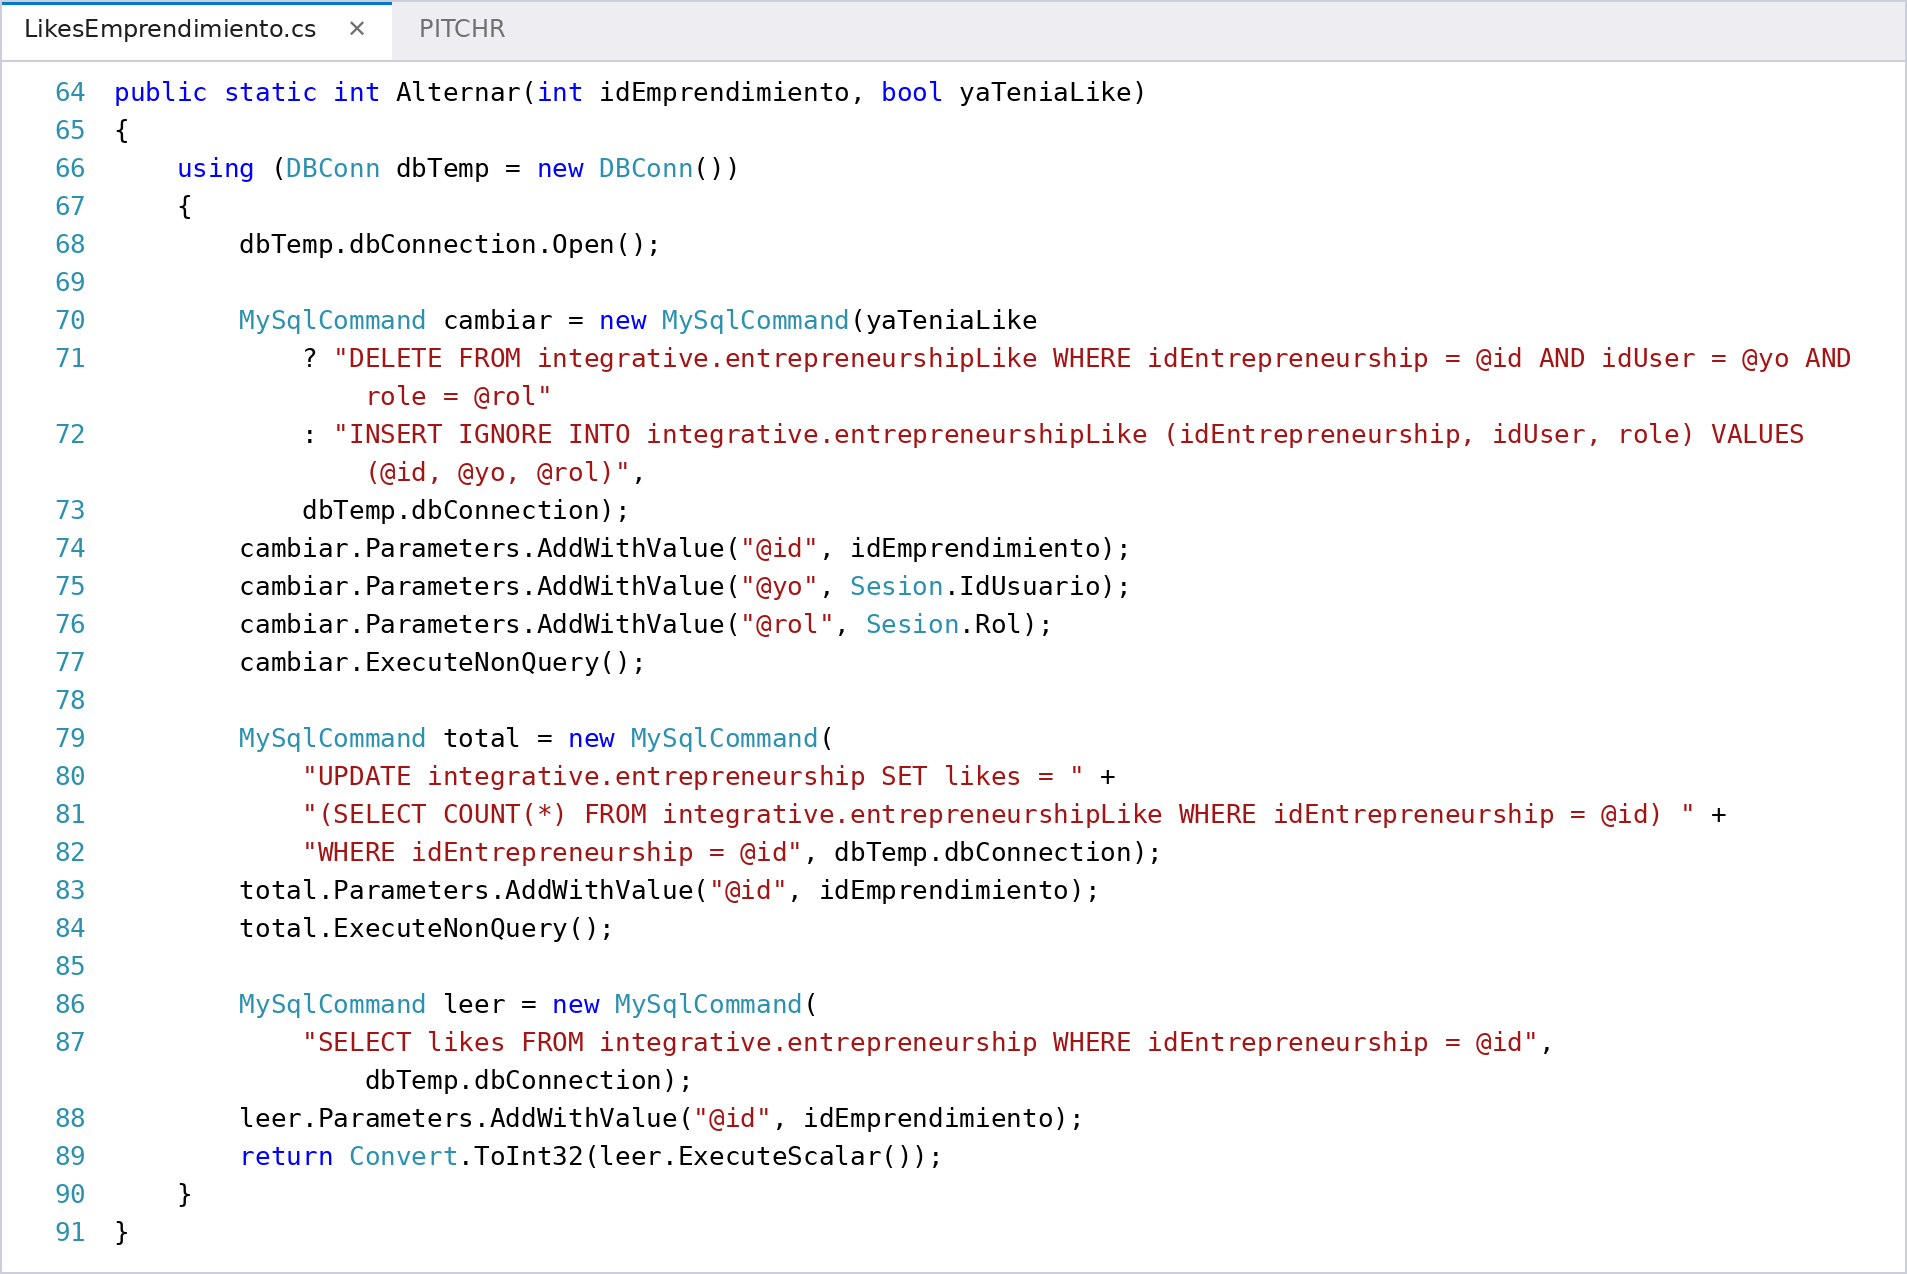 LikesEmprendimiento.cs ✕ PITCHR
64 public static int Alternar(int idEmprendimiento, bool yaTeniaLike)
65 {
66     using (DBConn dbTemp = new DBConn())
67     {
68         dbTemp.dbConnection.Open();
69
70         MySqlCommand cambiar = new MySqlCommand(yaTeniaLike
71             ? "DELETE FROM integrative.entrepreneurshipLike WHERE idEntrepreneurship = @id AND idUser = @yo AND
                role = @rol"
72             : "INSERT IGNORE INTO integrative.entrepreneurshipLike (idEntrepreneurship, idUser, role) VALUES
                (@id, @yo, @rol)",
73             dbTemp.dbConnection);
74         cambiar.Parameters.AddWithValue("@id", idEmprendimiento);
75         cambiar.Parameters.AddWithValue("@yo", Sesion.IdUsuario);
76         cambiar.Parameters.AddWithValue("@rol", Sesion.Rol);
77         cambiar.ExecuteNonQuery();
78
79         MySqlCommand total = new MySqlCommand(
80             "UPDATE integrative.entrepreneurship SET likes = " +
81             "(SELECT COUNT(*) FROM integrative.entrepreneurshipLike WHERE idEntrepreneurship = @id) " +
82             "WHERE idEntrepreneurship = @id", dbTemp.dbConnection);
83         total.Parameters.AddWithValue("@id", idEmprendimiento);
84         total.ExecuteNonQuery();
85
86         MySqlCommand leer = new MySqlCommand(
87             "SELECT likes FROM integrative.entrepreneurship WHERE idEntrepreneurship = @id",
                dbTemp.dbConnection);
88         leer.Parameters.AddWithValue("@id", idEmprendimiento);
89         return Convert.ToInt32(leer.ExecuteScalar());
90     }
91 }